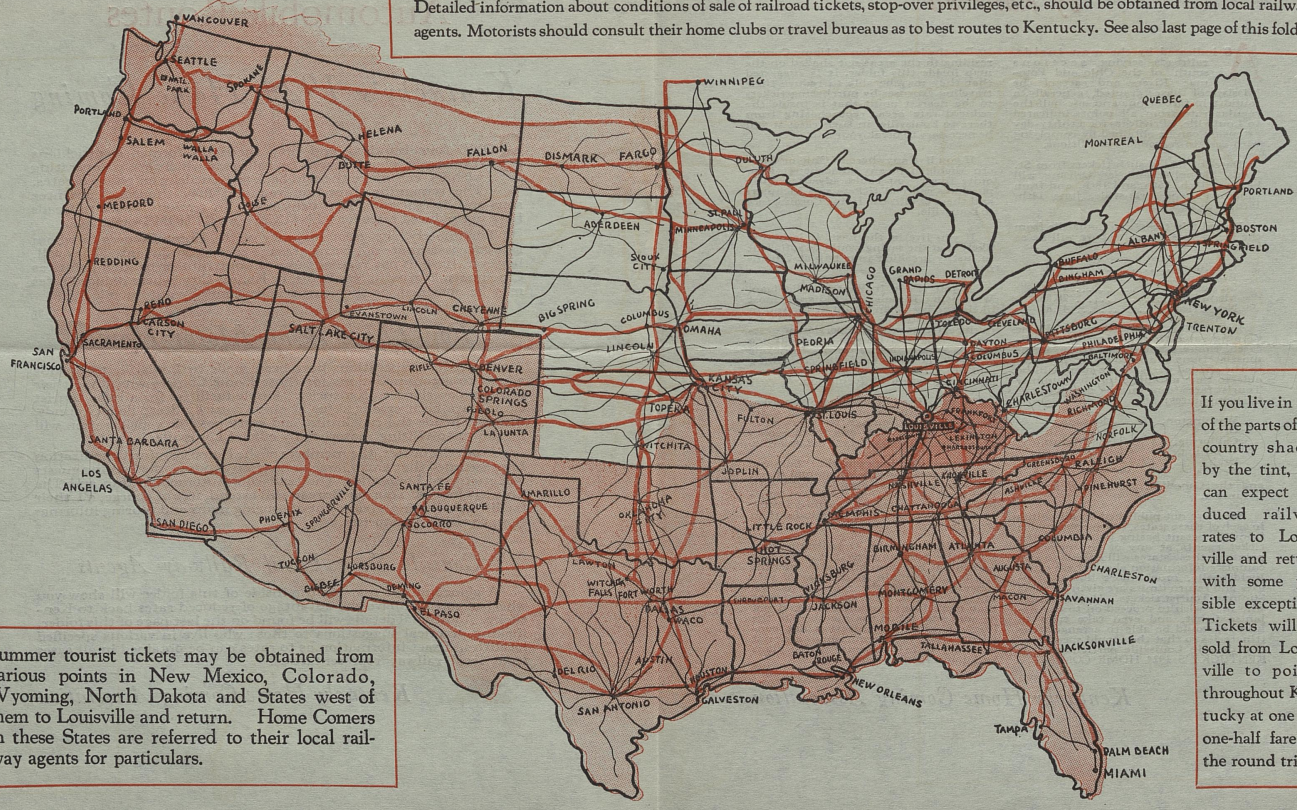 Detailed information about conditions of sale of railroad tickets, stop-over privileges, etc., should be obtained from local railw
agents. Motorists should consult their home clubs or travel bureaus as to best routes to Kentucky. See also last page of this fold
VANCOUVER
SEATTLE
NAT'L
PARK
SPOKANE
PORTLAND
SALEM
WALLA
WALLA
HELENA
BUTTE
FALLON
BISMARK
FARGO
WINNIPEG
DULUTH
QUEBEC
MONTREAL
PORTLAND
BOSTON
SPRINGFIELD
ALBANY
BUFFALO
BINGHAM
NEW YORK
TRENTON
MEDFORD
BOISE
ABERDEEN
ST. PAUL
MINNEAPOLIS
SIOUX
CITY
MILWAUKEE
MADISON
CHICAGO
GRAND
RAPIDS
DETROIT
REDDING
RENO
CARSON
CITY
SACRAMENTO
SAN
FRANCISCO
SALT LAKE CITY
EVANSTOWN
LINCOLN
CHEYENNE
BIG SPRING
COLUMBUS
OMAHA
LINCOLN
PEORIA
SPRINGFIELD
INDIANAPOLIS
TOLEDO
CLEVELAND
DAYTON
COLUMBUS
CINCINNATI
PITTSBURG
PHILADELPHIA
BALTIMORE
WASHINGTON
CHARLESTOWN
RICHMOND
NORFOLK
RIFLE
DENVER
COLORADO
SPRINGS
PUEBLO
LA JUNTA
TOPEKA
KANSAS
CITY
FULTON
ST. LOUIS
LOUISVILLE
FRANKFORT
LEXINGTON
WITCHITA
JOPLIN
SANTA BARBARA
LOS
ANGELAS
SAN DIEGO
PHOENIX
SPRINGERVILLE
TUCSON
BISBEE
LORSBURG
DEMING
SANTA FE
ALBUQUERQUE
SOCORRO
EL PASO
AMARILLO
OKLAHOMA
CITY
LAWTON
WITCHITA
FALLS
FORT WORTH
DALLAS
WACO
AUSTIN
DEL RIO
SAN ANTONIO
HOUSTON
GALVESTON
LITTLE ROCK
HOT
SPRINGS
SHREVEPORT
VICKSBURG
JACKSON
BATON
ROUGE
NEW ORLEANS
MEMPHIS
NASHVILLE
KNOXVILLE
CHATTANOOGA
ASHVILLE
GREENSBORO
RALEIGH
PINEHURST
BIRMINGHAM
ATLANTA
COLUMBIA
AUGUSTA
CHARLESTON
MONTGOMERY
MACON
SAVANNAH
MOBILE
TALLAHASSEE
JACKSONVILLE
TAMPA
PALM BEACH
MIAMI
If you live in
of the parts of
country sha
by the tint,
can expect
duced railv
rates to Lo
ville and ret
with some
sible excepti
Tickets will
sold from Lo
ville to poi
throughout K
tucky at one
one-half fare
the round tri
ummer tourist tickets may be obtained from
arious points in New Mexico, Colorado,
Wyoming, North Dakota and States west of
hem to Louisville and return. Home Comers
n these States are referred to their local rail-
way agents for particulars.